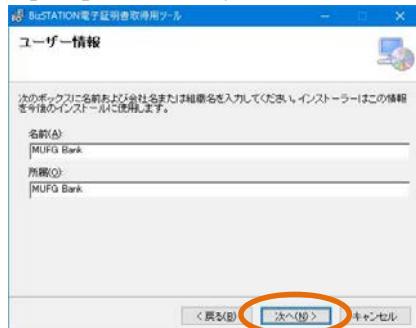 BizSTATION電子証明書取得用ツール
ユーザー情報
次のボックスに名前および会社名または組織名を入力してください。インストーラーはこの情報
を今後のインストールに使用します。
名前(A):
MUFG Bank
所属(O):
MUFG Bank
< 戻る(B)
次へ(N) >
キャンセル